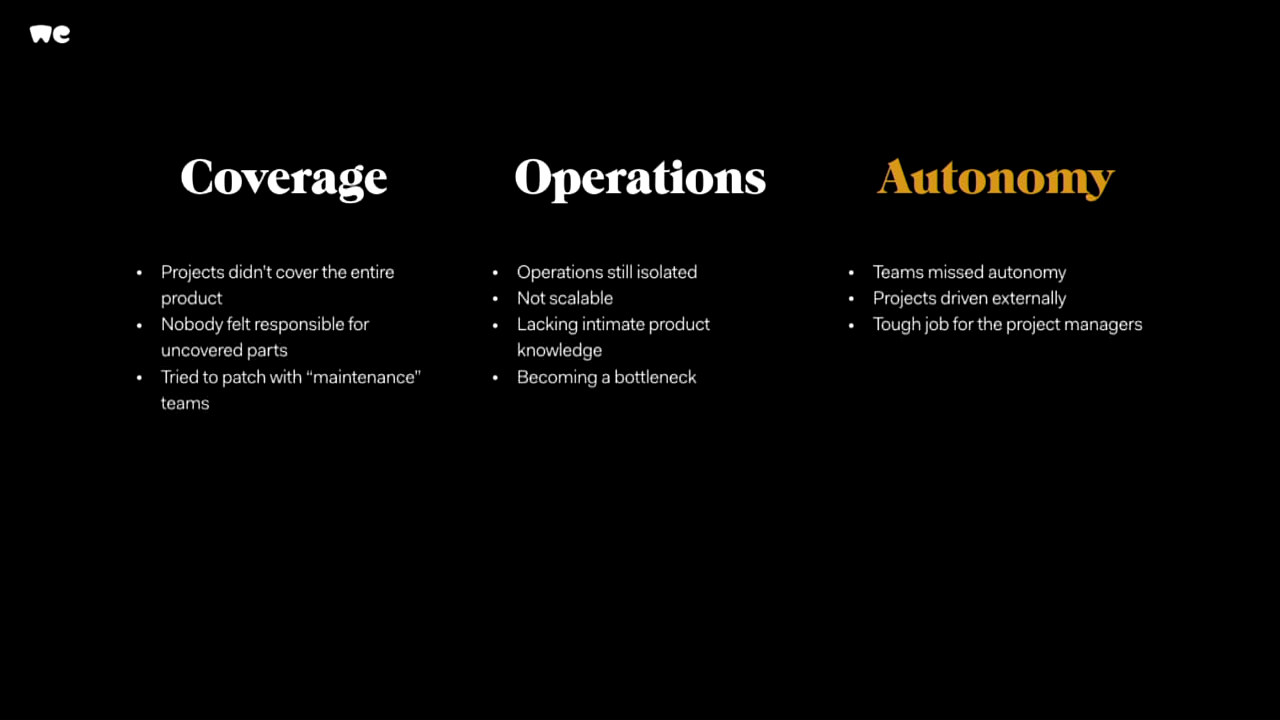 we
Coverage
• Projects didn't cover the entire
product
• Nobody felt responsible for
uncovered parts
• Tried to patch with “maintenance”
teams
Operations
• Operations still isolated
• Not scalable
• Lacking intimate product
knowledge
• Becoming a bottleneck
Autonomy
• Teams missed autonomy
• Projects driven externally
• Tough job for the project managers